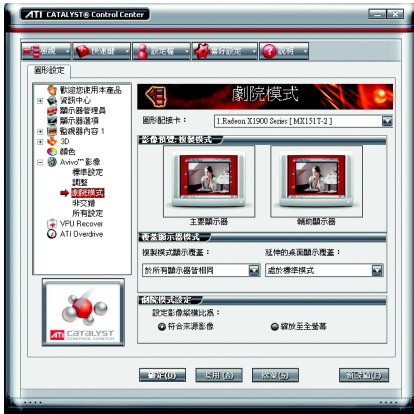 ATI CATALYST® Control Center
快速鍵
設定檔
喜好設定
說明
圖形設定
歡迎您使用本產品
資訊中心
顯示器管理員
顯示器選項
監視器內容 1
3D
顏色
Avivo™ 影像
標準設定
調整
劇院模式
非交錯
所有設定
VPU Recover
ATI Overdrive
ATI CATALYST
CONTROL CENTER
劇院模式
圖形配接卡：
1.Radeon X1900 Series [ MX151T-2 ]
影像預覽:複製模式
主要顯示器
輔助顯示器
覆蓋顯示器模式
複製模式顯示覆蓋：
延伸的桌面顯示覆蓋：
於所有顯示器皆相同
處於標準模式
劇院模式設定
設定影像縱橫比為：
符合來源影像
縮放至全螢幕